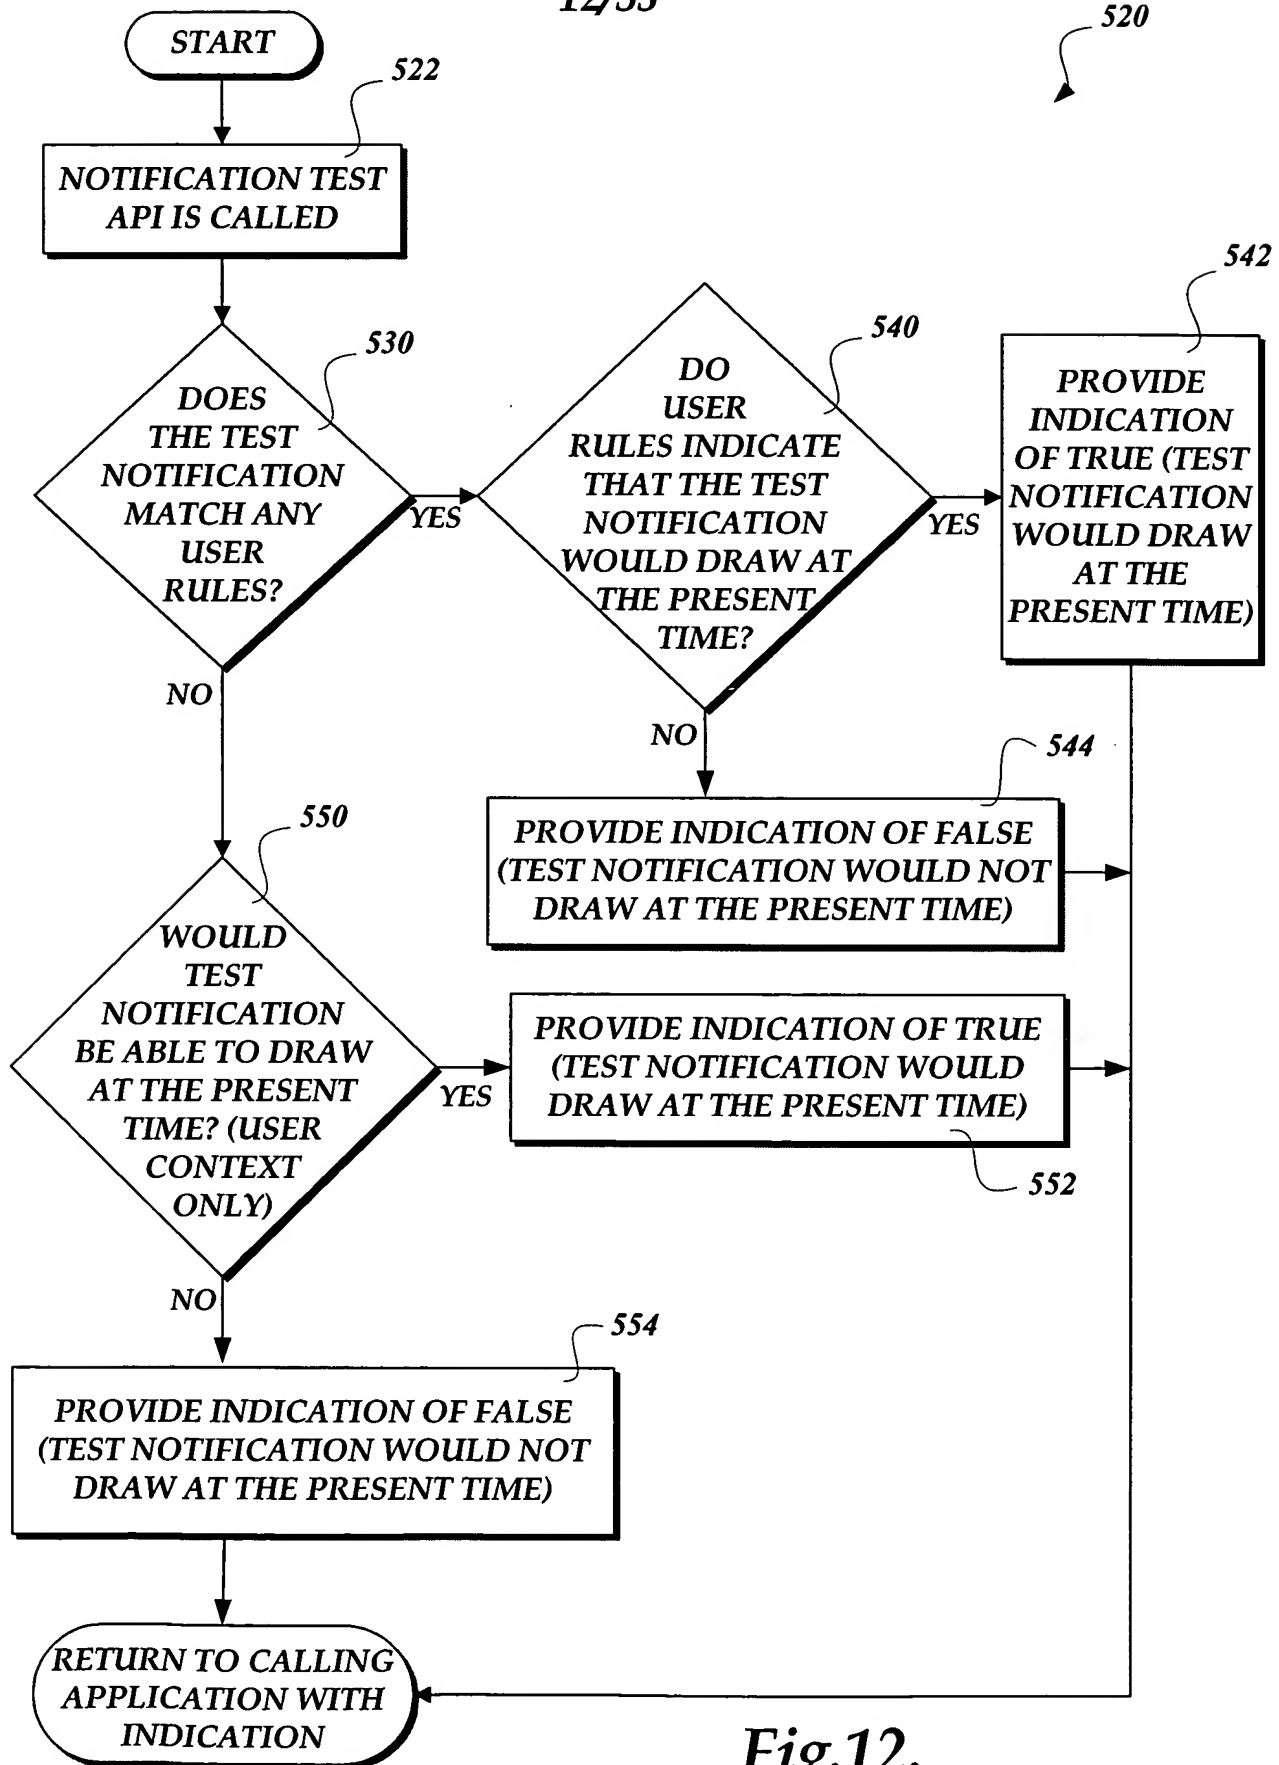 12/35
520
START
522
NOTIFICATION TEST
API IS CALLED
530
DOES
THE TEST
NOTIFICATION
MATCH ANY
USER
RULES?
YES
NO
540
DO
USER
RULES INDICATE
THAT THE TEST
NOTIFICATION
WOULD DRAW AT
THE PRESENT
TIME?
YES
NO
542
PROVIDE
INDICATION
OF TRUE (TEST
NOTIFICATION
WOULD DRAW
AT THE
PRESENT TIME)
544
PROVIDE INDICATION OF FALSE
(TEST NOTIFICATION WOULD NOT
DRAW AT THE PRESENT TIME)
550
WOULD
TEST
NOTIFICATION
BE ABLE TO DRAW
AT THE PRESENT
TIME? (USER
CONTEXT
ONLY)
YES
NO
PROVIDE INDICATION OF TRUE
(TEST NOTIFICATION WOULD
DRAW AT THE PRESENT TIME)
552
554
PROVIDE INDICATION OF FALSE
(TEST NOTIFICATION WOULD NOT
DRAW AT THE PRESENT TIME)
RETURN TO CALLING
APPLICATION WITH
INDICATION
Fig.12.